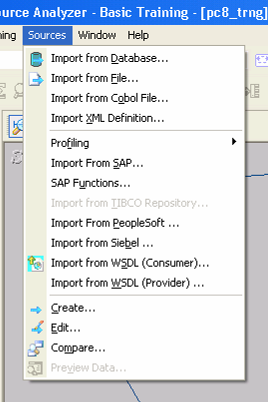 ource Analyzer - Basic Training - [pc8_trng]
ning Sources Window Help
Import from Database...
Import from File...
Import from Cobol File...
Import XML Definition...
Profiling
Import From SAP...
SAP Functions...
Import from TIBCO Repository...
Import From PeopleSoft ...
Import from Siebel ...
Import from WSDL (Consumer)...
Import from WSDL (Provider) ...
Create...
Edit...
Compare...
Preview Data...